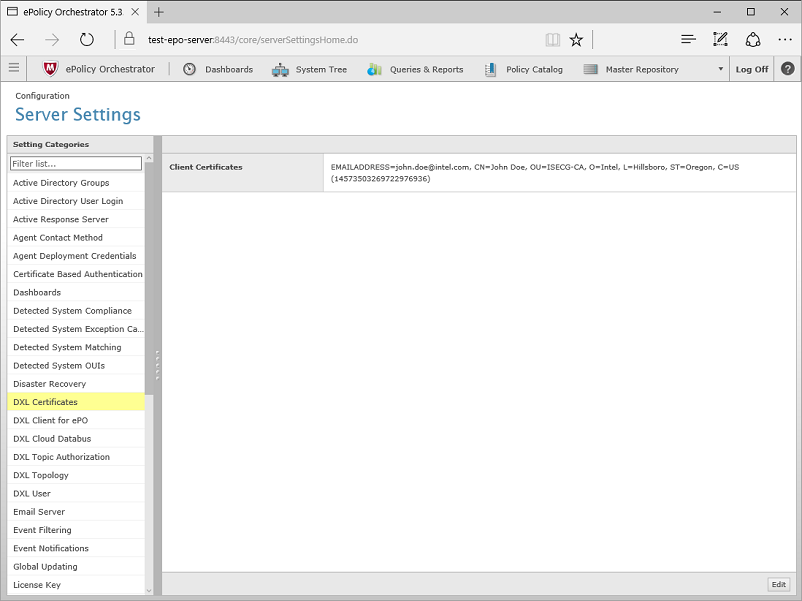 ePolicy Orchestrator 5.3.
test-epo-server:8443/core/serverSettingsHome.do
ePolicy Orchestrator
Dashboards
System Tree
Queries & Reports
Policy Catalog
Master Repository
Log Off
?
Configuration
Server Settings
Setting Categories
Filter list...
Active Directory Groups
Active Directory User Login
Active Response Server
Agent Contact Method
Agent Deployment Credentials
Certificate Based Authentication
Dashboards
Detected System Compliance
Detected System Exception Ca...
Detected System Matching
Detected System OUIs
Disaster Recovery
DXL Certificates
DXL Client for ePO
DXL Cloud Databus
DXL Topic Authorization
DXL Topology
DXL User
Email Server
Event Filtering
Event Notifications
Global Updating
License Key
Client Certificates
EMAILADDRESS=john.doe@intel.com, CN=John Doe, OU=ISECG-CA, O=Intel, L=Hillsboro, ST=Oregon, C=US
(14573503269722976936)
Edit